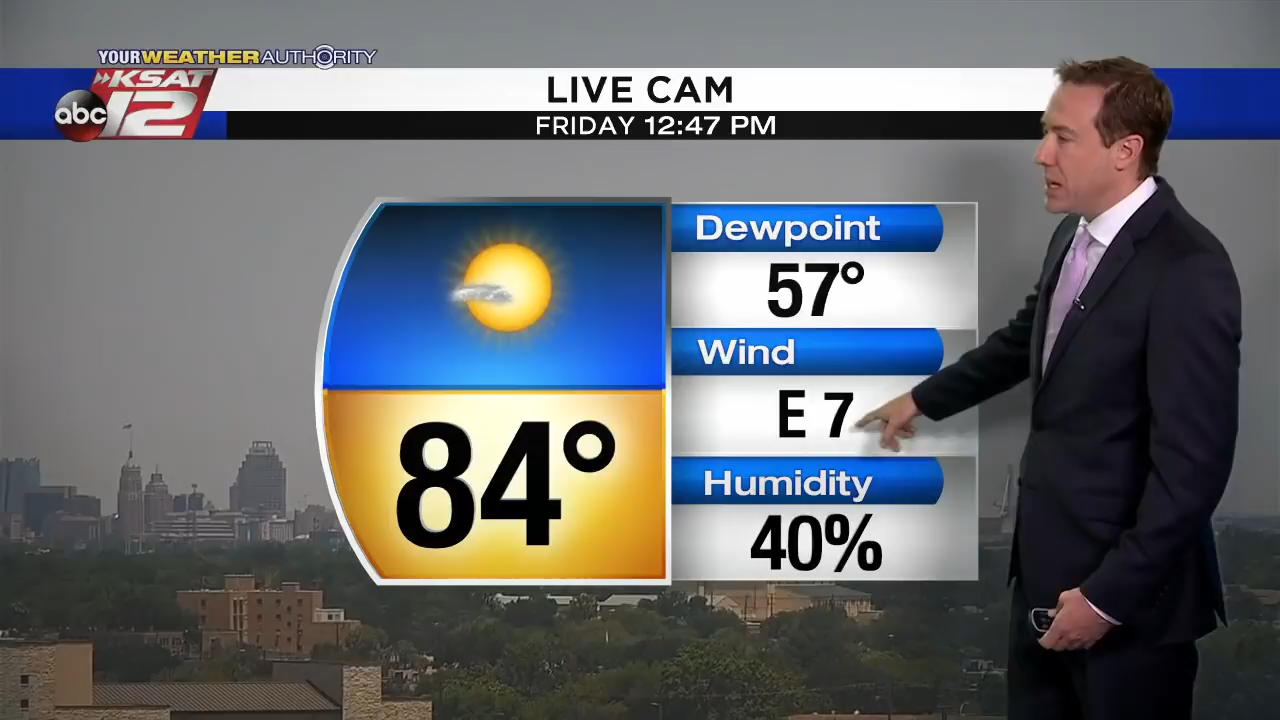 YOUR WEATHER AUTHORITY
KSAT
abc 12
LIVE CAM
FRIDAY 12:47 PM
Dewpoint
57°
Wind
E 7
84°
Humidity
40%